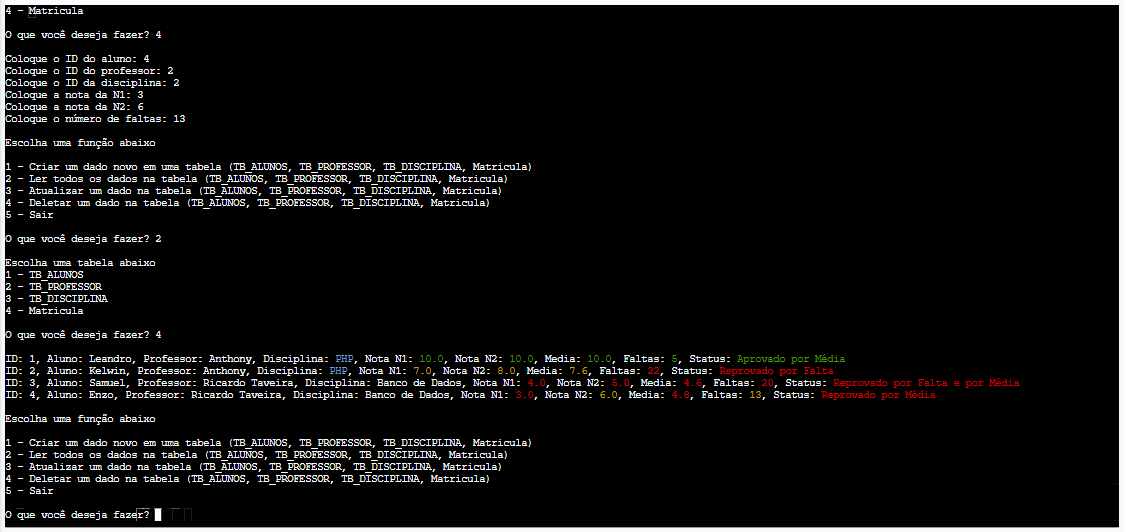 4 - Matricula
O que você deseja fazer? 4
Coloque o ID do aluno: 4
Coloque o ID do professor: 2
Coloque o ID da disciplina: 2
Coloque a nota da N1: 3
Coloque a nota da N2: 6
Coloque o número de faltas: 13
Escolha uma função abaixo
1 - Criar um dado novo em uma tabela (TB_ALUNOS, TB_PROFESSOR, TB_DISCIPLINA, Matricula)
2 - Ler todos os dados na tabela (TB_ALUNOS, TB_PROFESSOR, TB_DISCIPLINA, Matricula)
3 - Atualizar um dado na tabela (TB_ALUNOS, TB_PROFESSOR, TB_DISCIPLINA, Matricula)
4 - Deletar um dado na tabela (TB_ALUNOS, TB_PROFESSOR, TB_DISCIPLINA, Matricula)
5 - Sair
O que você deseja fazer? 2
Escolha uma tabela abaixo
1 - TB_ALUNOS
2 - TB_PROFESSOR
3 - TB_DISCIPLINA
4 - Matricula
O que você deseja fazer? 4
ID: 1, Aluno: Leandro, Professor: Anthony, Disciplina: PHP, Nota N1: 10.0, Nota N2: 10.0, Media: 10.0, Faltas: 5, Status: Aprovado por Média
ID: 2, Aluno: Kelwin, Professor: Anthony, Disciplina: PHP, Nota N1: 7.0, Nota N2: 8.0, Media: 7.6, Faltas: 22, Status: Reprovado por Falta
ID: 3, Aluno: Samuel, Professor: Ricardo Taveira, Disciplina: Banco de Dados, Nota N1: 4.0, Nota N2: 5.0, Media: 4.6, Faltas: 20, Status: Reprovado por Falta e por Média
ID: 4, Aluno: Enzo, Professor: Ricardo Taveira, Disciplina: Banco de Dados, Nota N1: 3.0, Nota N2: 6.0, Media: 4.8, Faltas: 13, Status: Reprovado por Média
Escolha uma função abaixo
1 - Criar um dado novo em uma tabela (TB_ALUNOS, TB_PROFESSOR, TB_DISCIPLINA, Matricula)
2 - Ler todos os dados na tabela (TB_ALUNOS, TB_PROFESSOR, TB_DISCIPLINA, Matricula)
3 - Atualizar um dado na tabela (TB_ALUNOS, TB_PROFESSOR, TB_DISCIPLINA, Matricula)
4 - Deletar um dado na tabela (TB_ALUNOS, TB_PROFESSOR, TB_DISCIPLINA, Matricula)
5 - Sair
O que você deseja fazer?